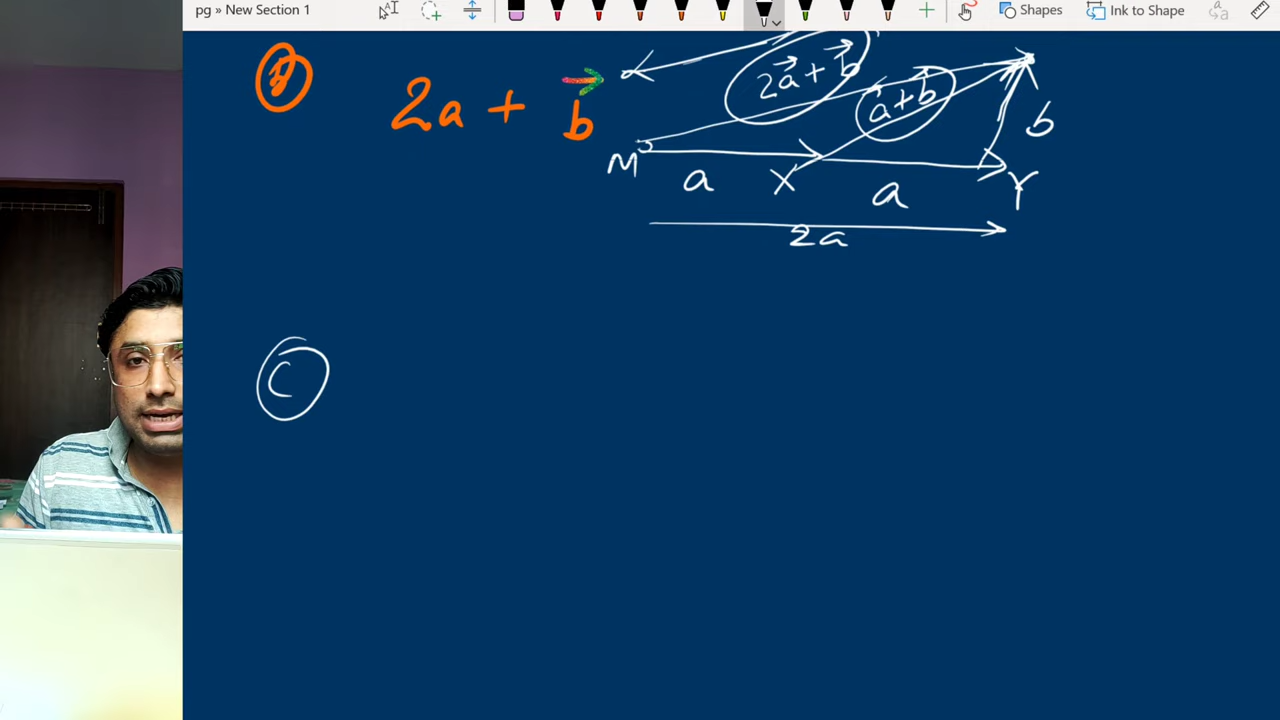 pg » New Section 1
Shapes
Ink to Shape
2a + b
2a + b
a + b
b
M
a
X
a
Y
2a
C